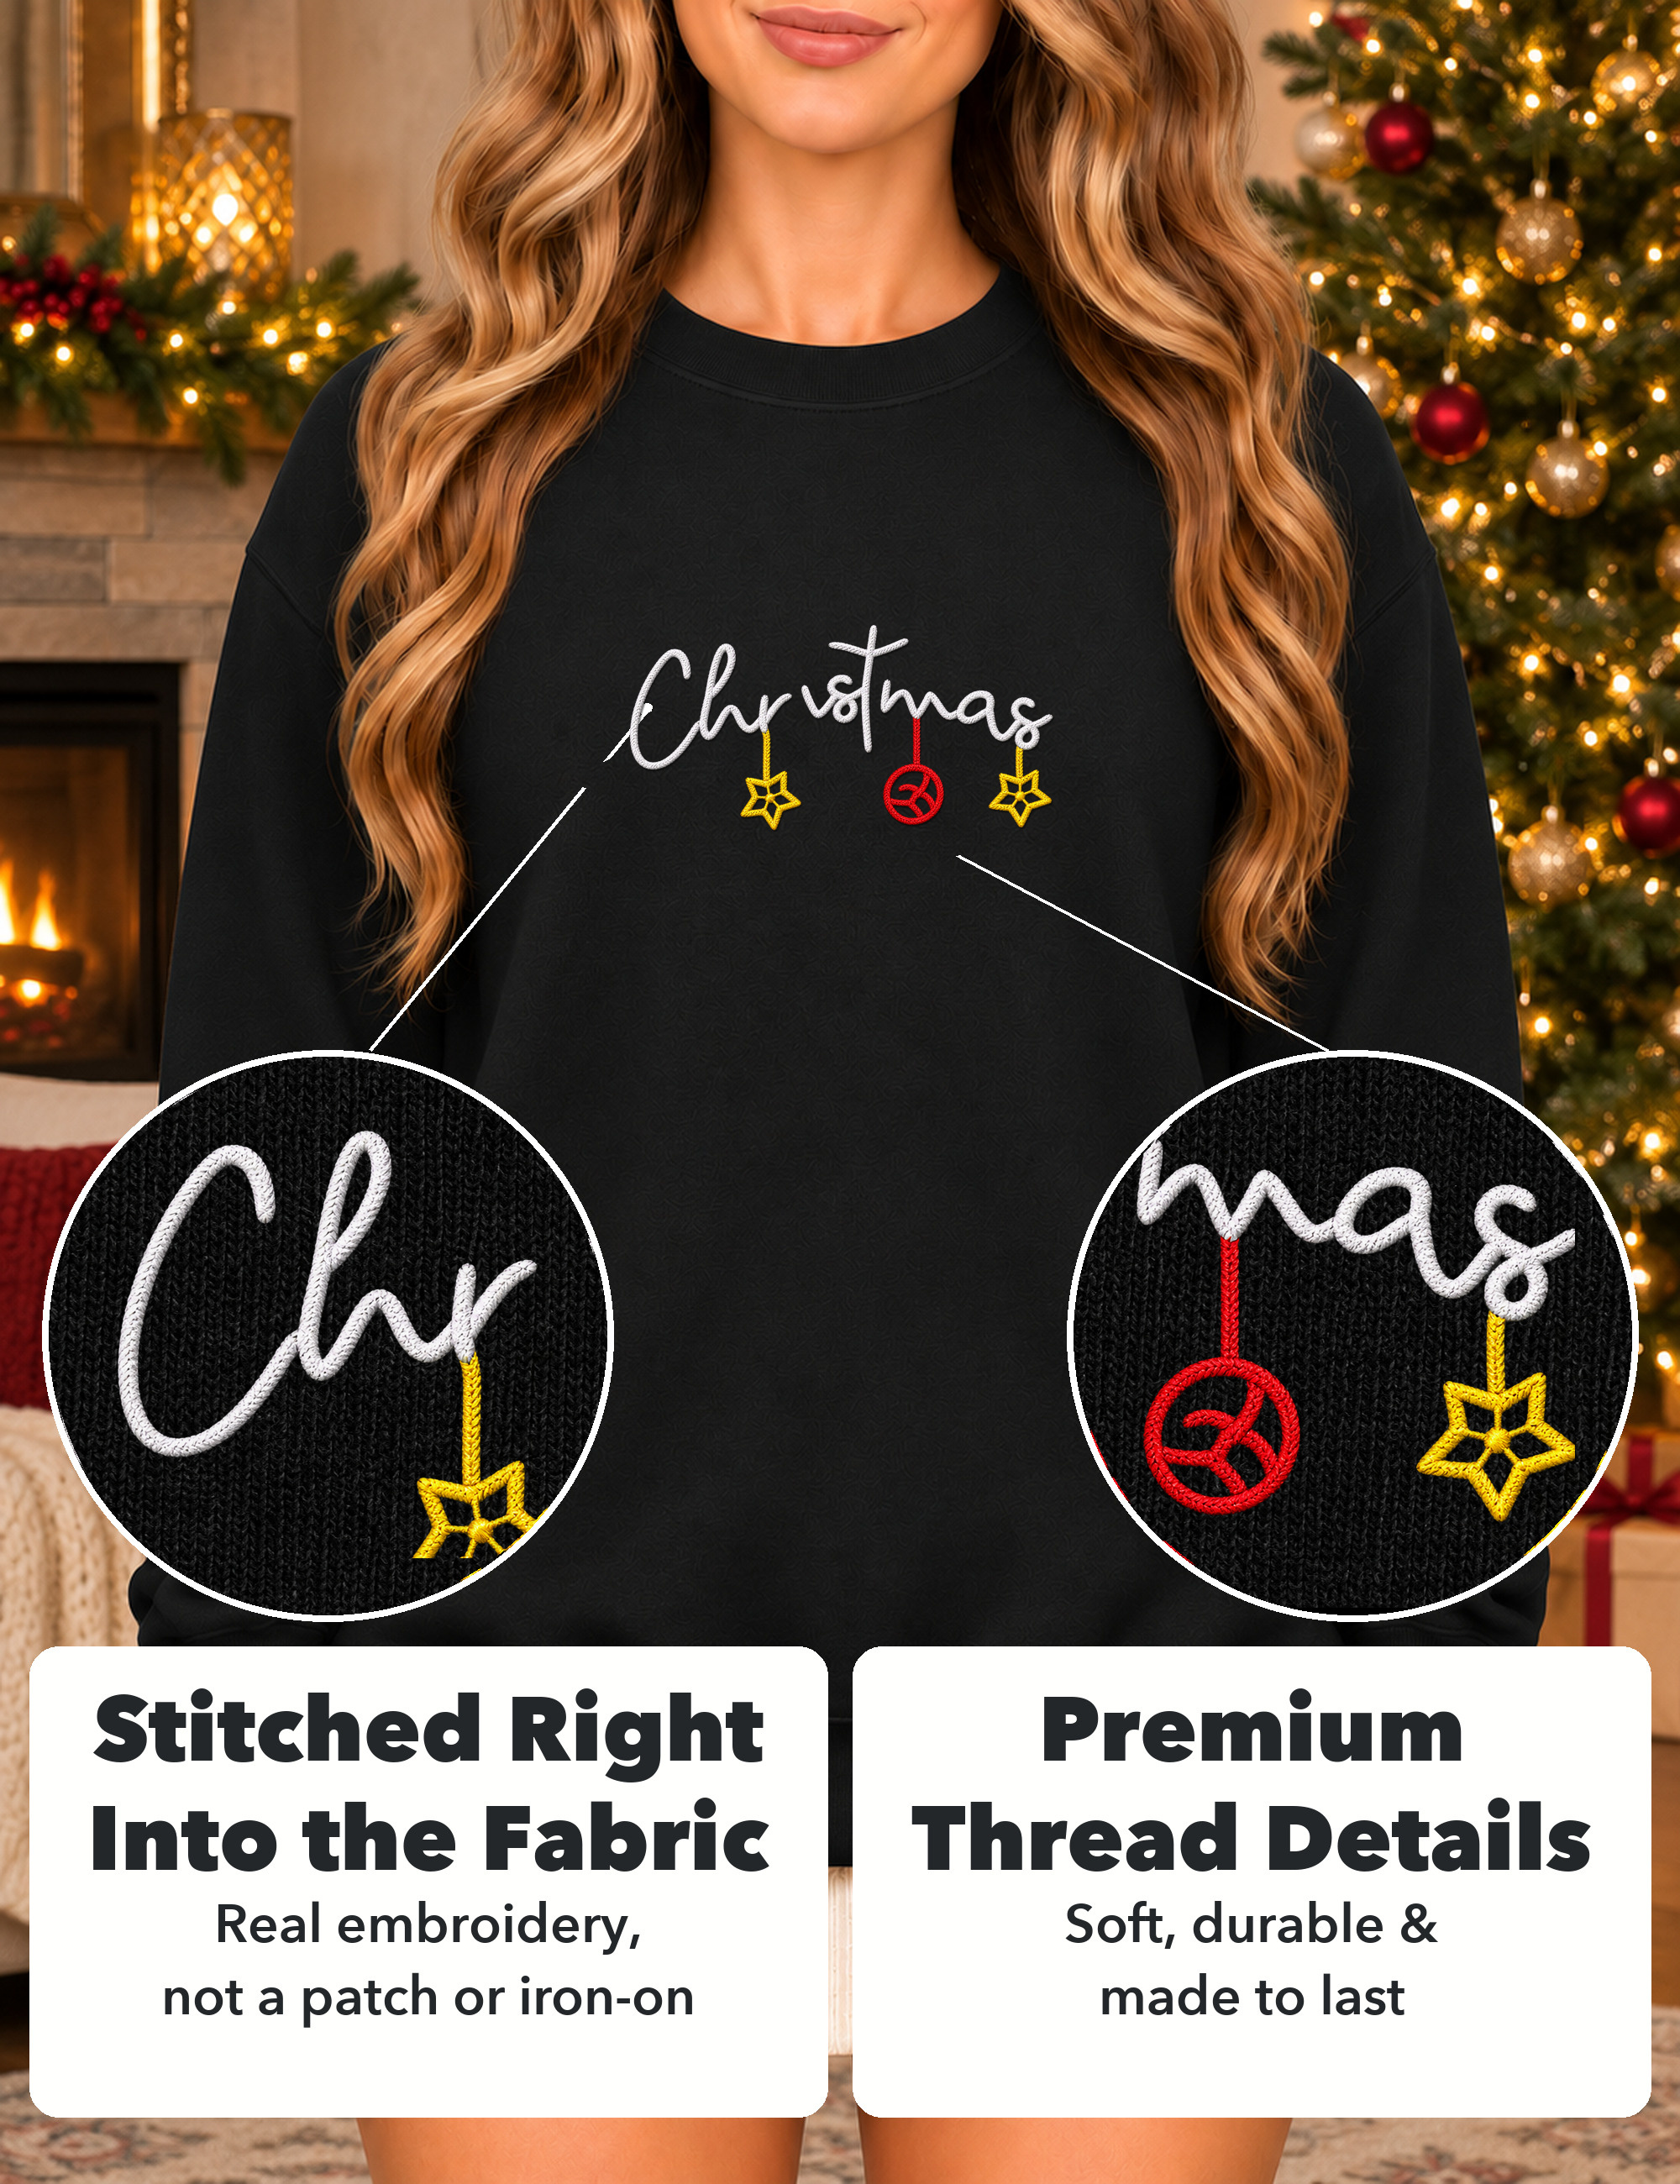 Christmas
Chr
mas
Stitched Right
Into the Fabric
Real embroidery,
not a patch or iron-on
Premium
Thread Details
Soft, durable &
made to last